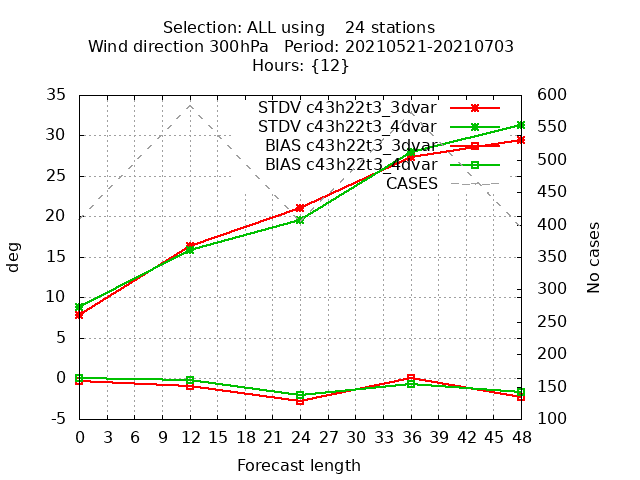 Selection: ALL using    24 stations
Wind direction 300hPa   Period: 20210521-20210703
Hours: {12}
STDV c43h22t3_3dvar
STDV c43h22t3_4dvar
BIAS c43h22t3_3dvar
BIAS c43h22t3_4dvar
CASES
35
30
25
20
15
10
5
0
-5
deg
600
550
500
450
400
350
300
250
200
150
100
No cases
0 3 6 9 12 15 18 21 24 27 30 33 36 39 42 45 48
Forecast length